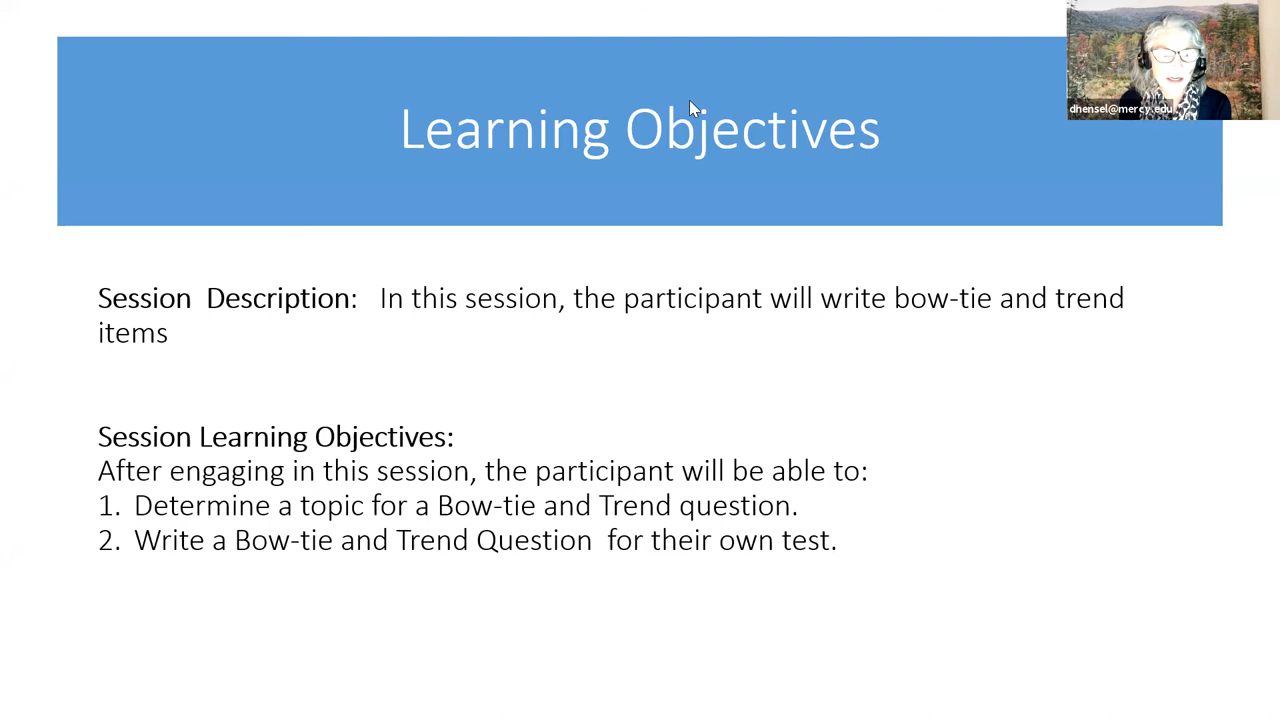 dhensel@mercy.edu
Learning Objectives
Session Description: In this session, the participant will write bow-tie and trend
items
Session Learning Objectives:
After engaging in this session, the participant will be able to:
1. Determine a topic for a Bow-tie and Trend question.
2. Write a Bow-tie and Trend Question for their own test.